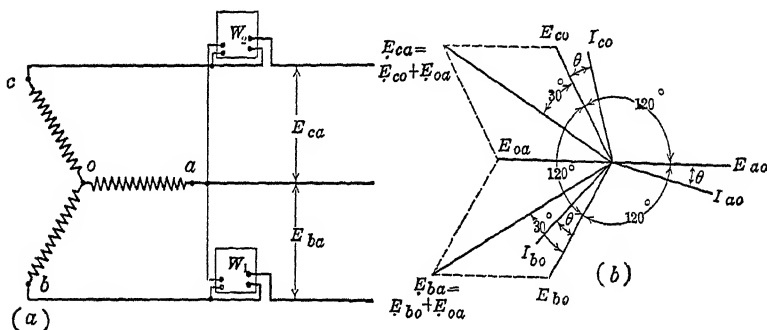 W2
c
Eca
o
a
Eba
W1
b
(a)
Eca=
Eco+Eoa
Eco
Ico
θ
30°
120°
Eoa
120°
Eao
θ
Iao
120°
30°
θ
Ibo
Eba=
Ebo+Eoa
Ebo
(b)